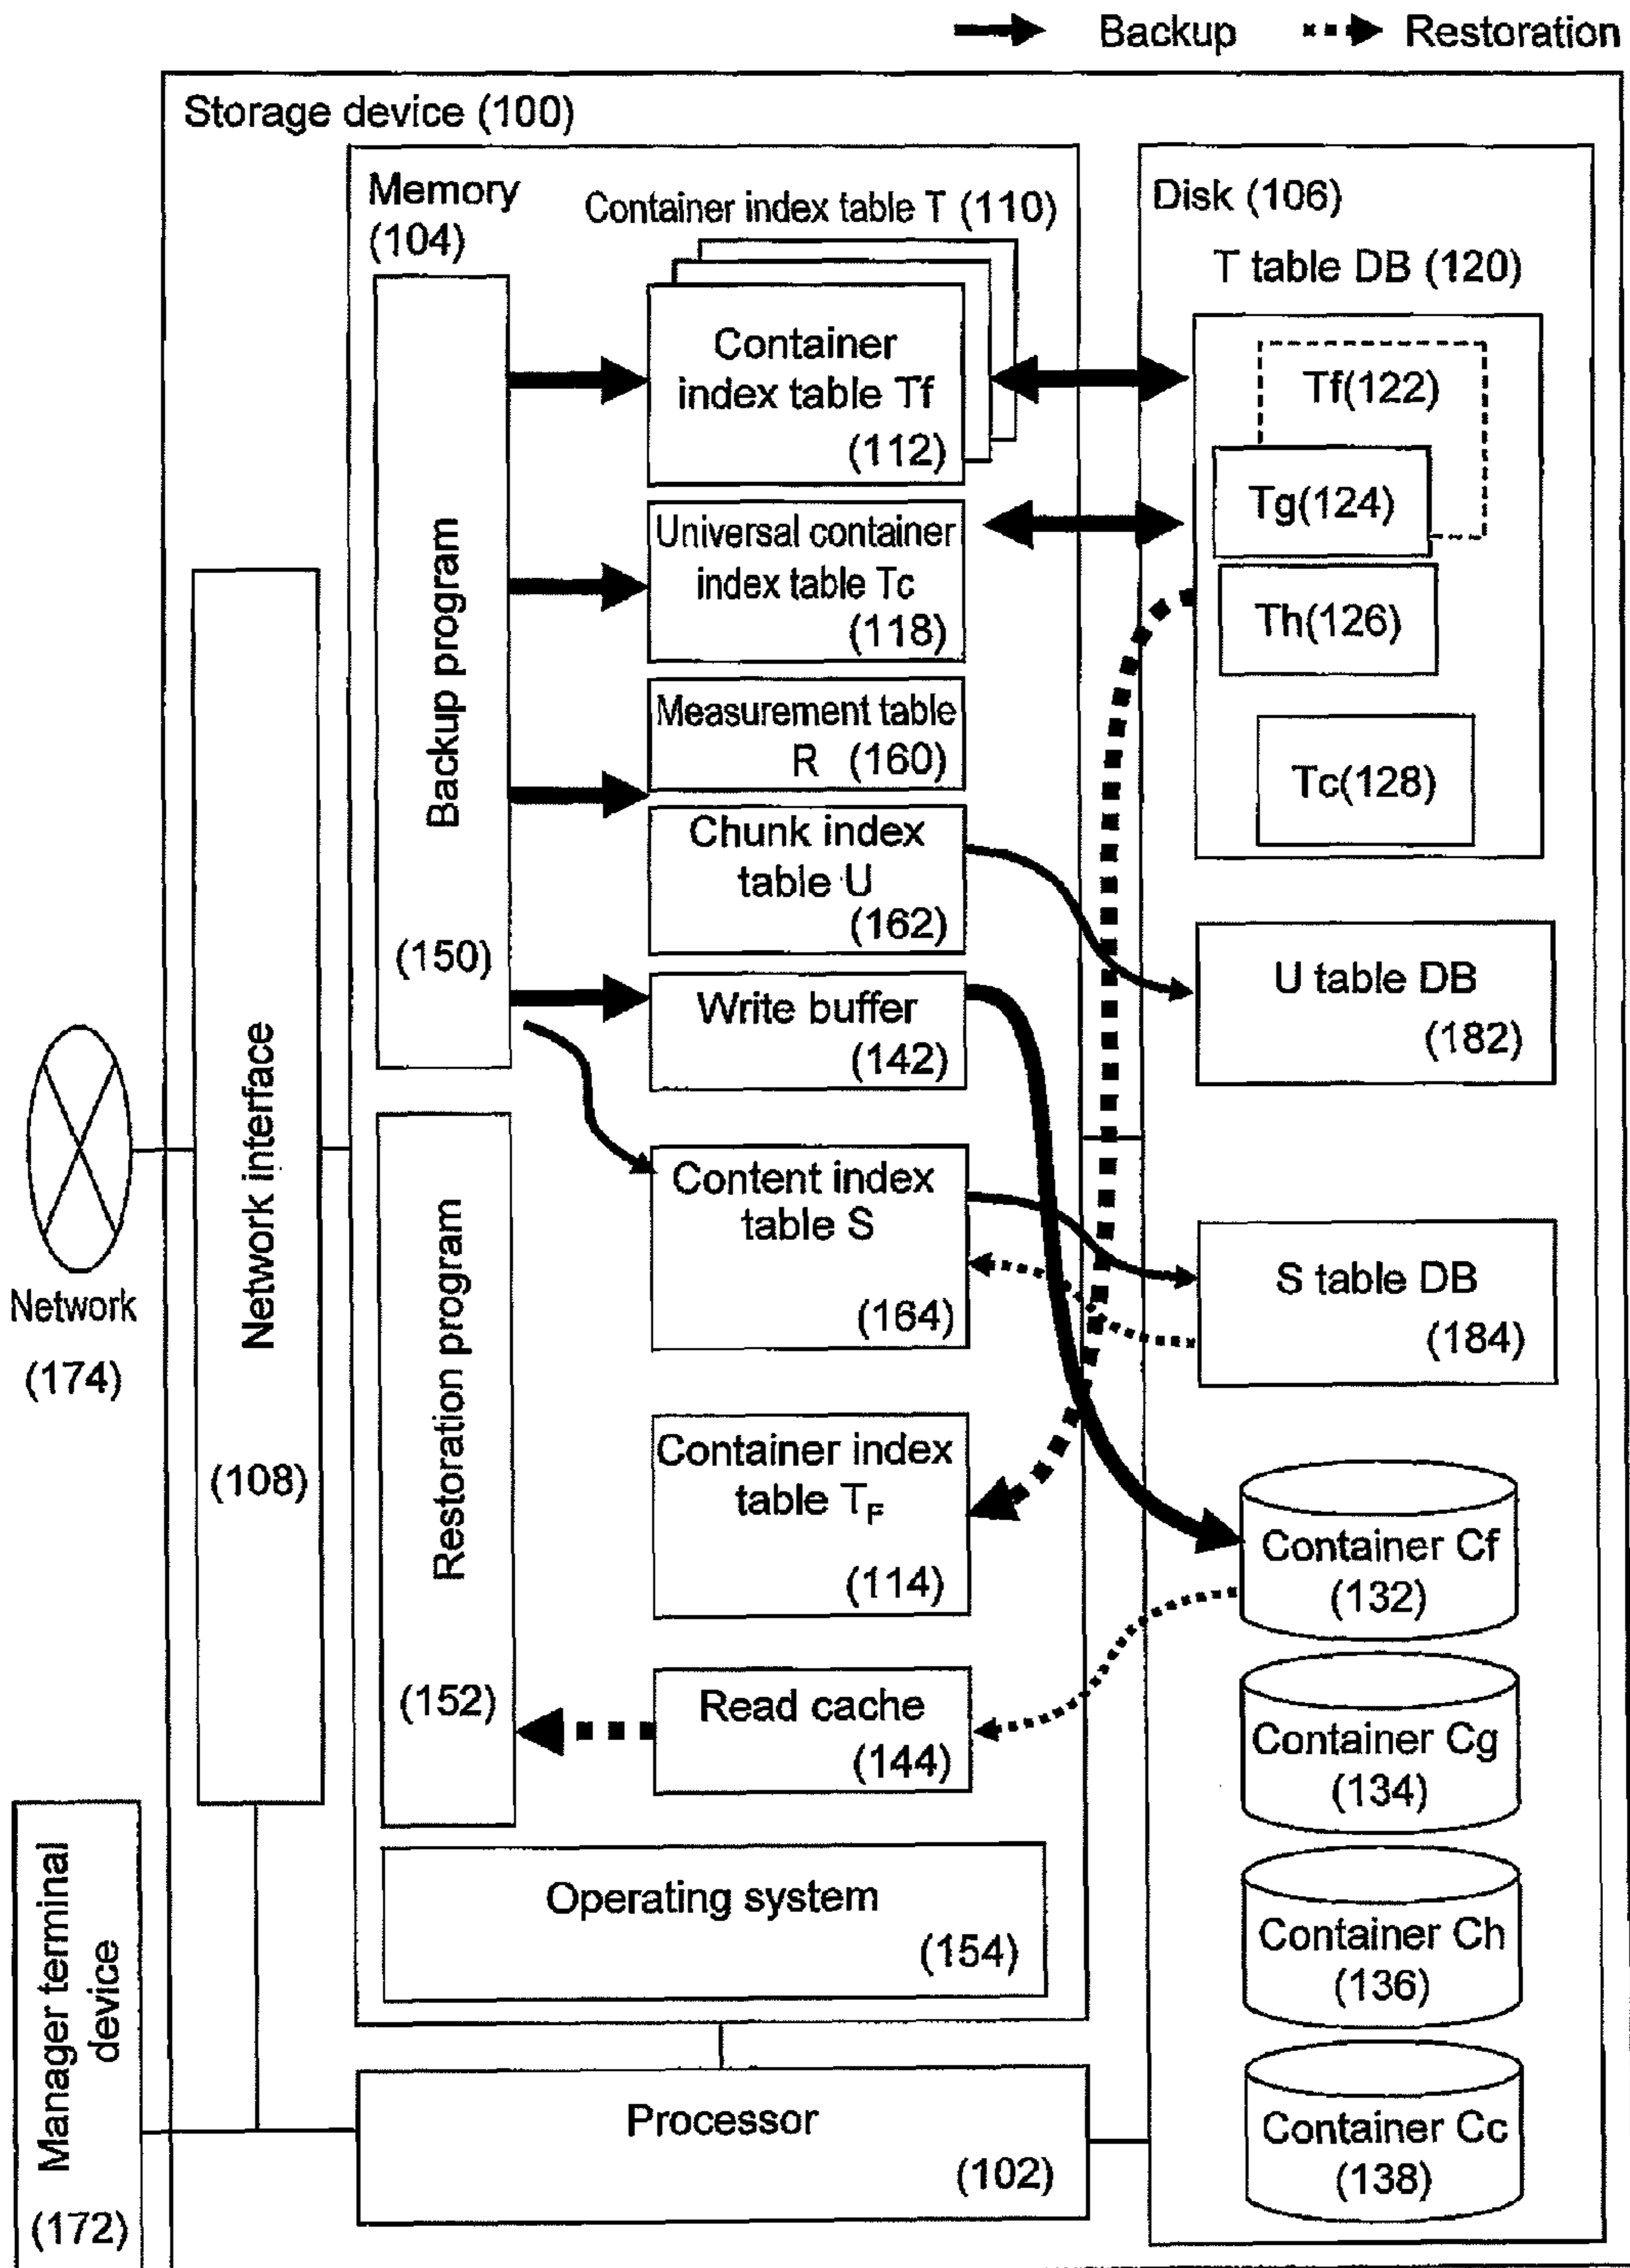 Backup
Restoration
Storage device (100)
Memory
(104)
Container index table T (110)
Disk (106)
T table DB (120)
Container
index table Tf
(112)
Tf(122)
Tg(124)
Th(126)
Tc(128)
Universal container
index table Tc
(118)
Measurement table
R (160)
Chunk index
table U
(162)
Backup program
(150)
Write buffer
(142)
U table DB
(182)
Network interface
(108)
Network
(174)
Restoration program
(152)
Content index
table S
(164)
S table DB
(184)
Container index
table TF
(114)
Container Cf
(132)
Read cache
(144)
Container Cg
(134)
Operating system
(154)
Container Ch
(136)
Manager terminal
device
(172)
Processor
(102)
Container Cc
(138)